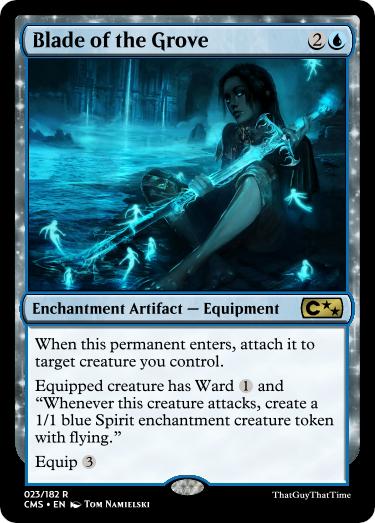 Blade of the Grove 2
Enchantment Artifact — Equipment C
When this permanent enters, attach it to
target creature you control.
Equipped creature has Ward 1 and
“Whenever this creature attacks, create a
1/1 blue Spirit enchantment creature token
with flying.”
Equip 3
023/182 R
CMS • EN Tom Namielski
ThatGuyThatTime